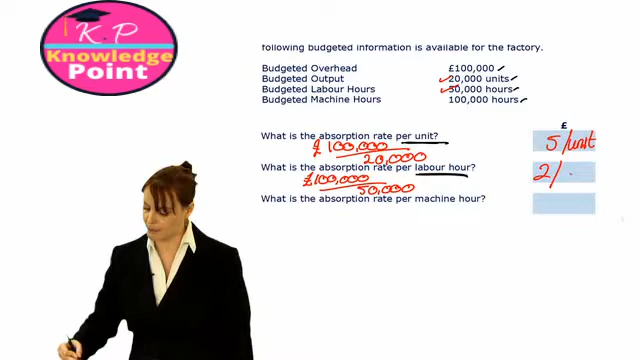 K.P
Knowledge
Point
following budgeted information is available for the factory.
Budgeted Overhead £100,000
Budgeted Output 20,000 units
Budgeted Labour Hours 50,000 hours
Budgeted Machine Hours 100,000 hours
£
What is the absorption rate per unit?
£100,000
20,000
5/unit
What is the absorption rate per labour hour?
£100,000
50,000
2/
What is the absorption rate per machine hour?